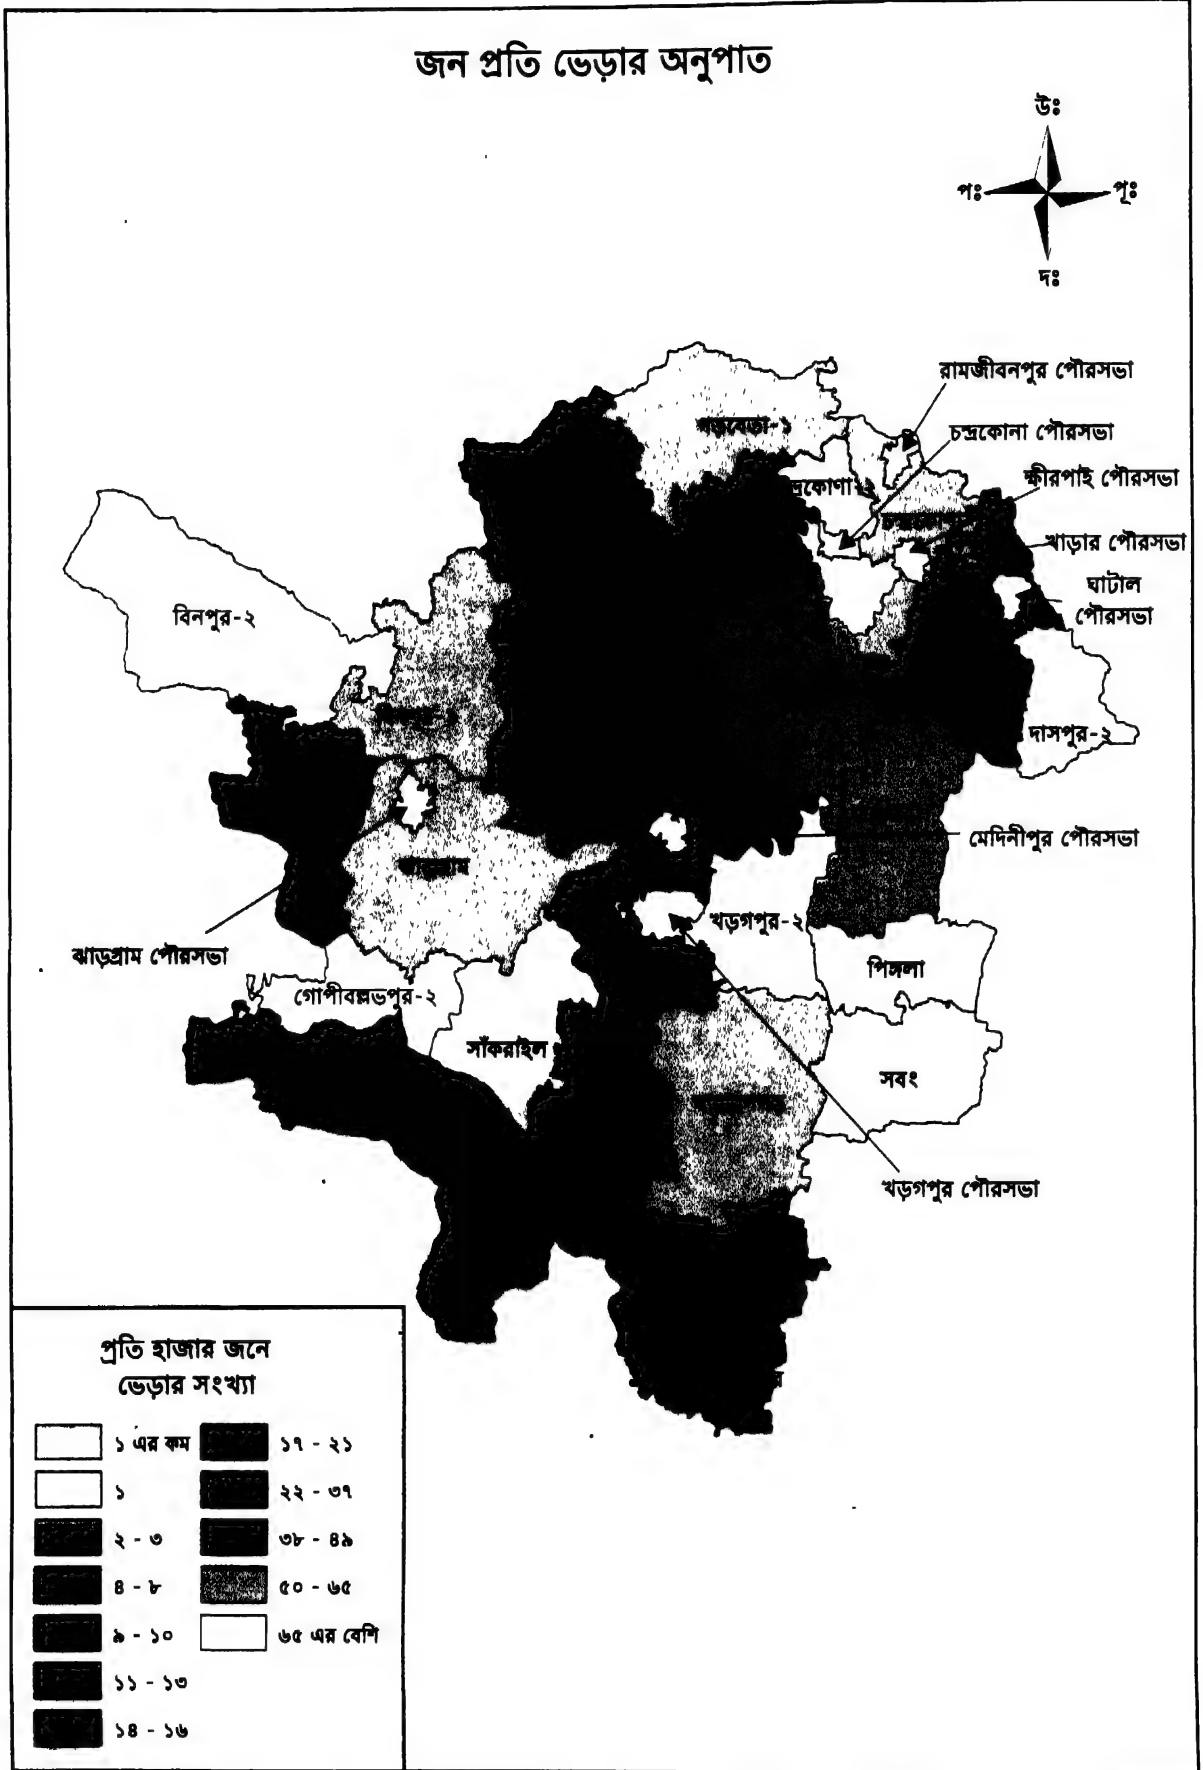 জন প্রতি ভেড়ার অনুপাত
উঃ
পঃ
পূঃ
দঃ
রামজীবনপুর পৌরসভা
গড়বেতা-১
চন্দ্রকোনা পৌরসভা
ক্ষীরপাই পৌরসভা
খাড়ার পৌরসভা
ঘাটাল
পৌরসভা
বিনপুর-২
দাসপুর-২
মেদিনীপুর পৌরসভা
খড়গপুর-২
ঝাড়গ্রাম পৌরসভা
পিঙ্গলা
গোপীবল্লভপুর-২
সাঁকরাইল
সবং
খড়গপুর পৌরসভা
প্রতি হাজার জনে
ভেড়ার সংখ্যা
১ এর কম
১
২ - ৩
৪ - ৮
৯ - ১০
১১ - ১৩
১৪ - ১৬
১৭ - ২১
২২ - ৩৭
৩৮ - ৪৯
৫০ - ৬৫
৬৫ এর বেশি